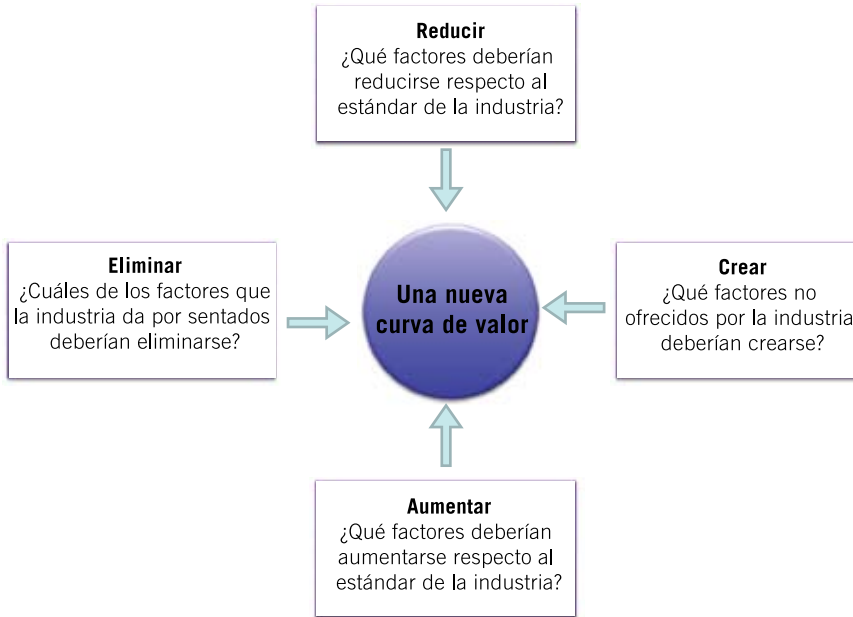 Reducir
¿Qué factores deberían
reducirse respecto al
estándar de la industria?
Eliminar
¿Cuáles de los factores que
la industria da por sentados
deberían eliminarse?
Una nueva
curva de valor
Crear
¿Qué factores no
ofrecidos por la industria
deberían crearse?
Aumentar
¿Qué factores deberían
aumentarse respecto al
estándar de la industria?